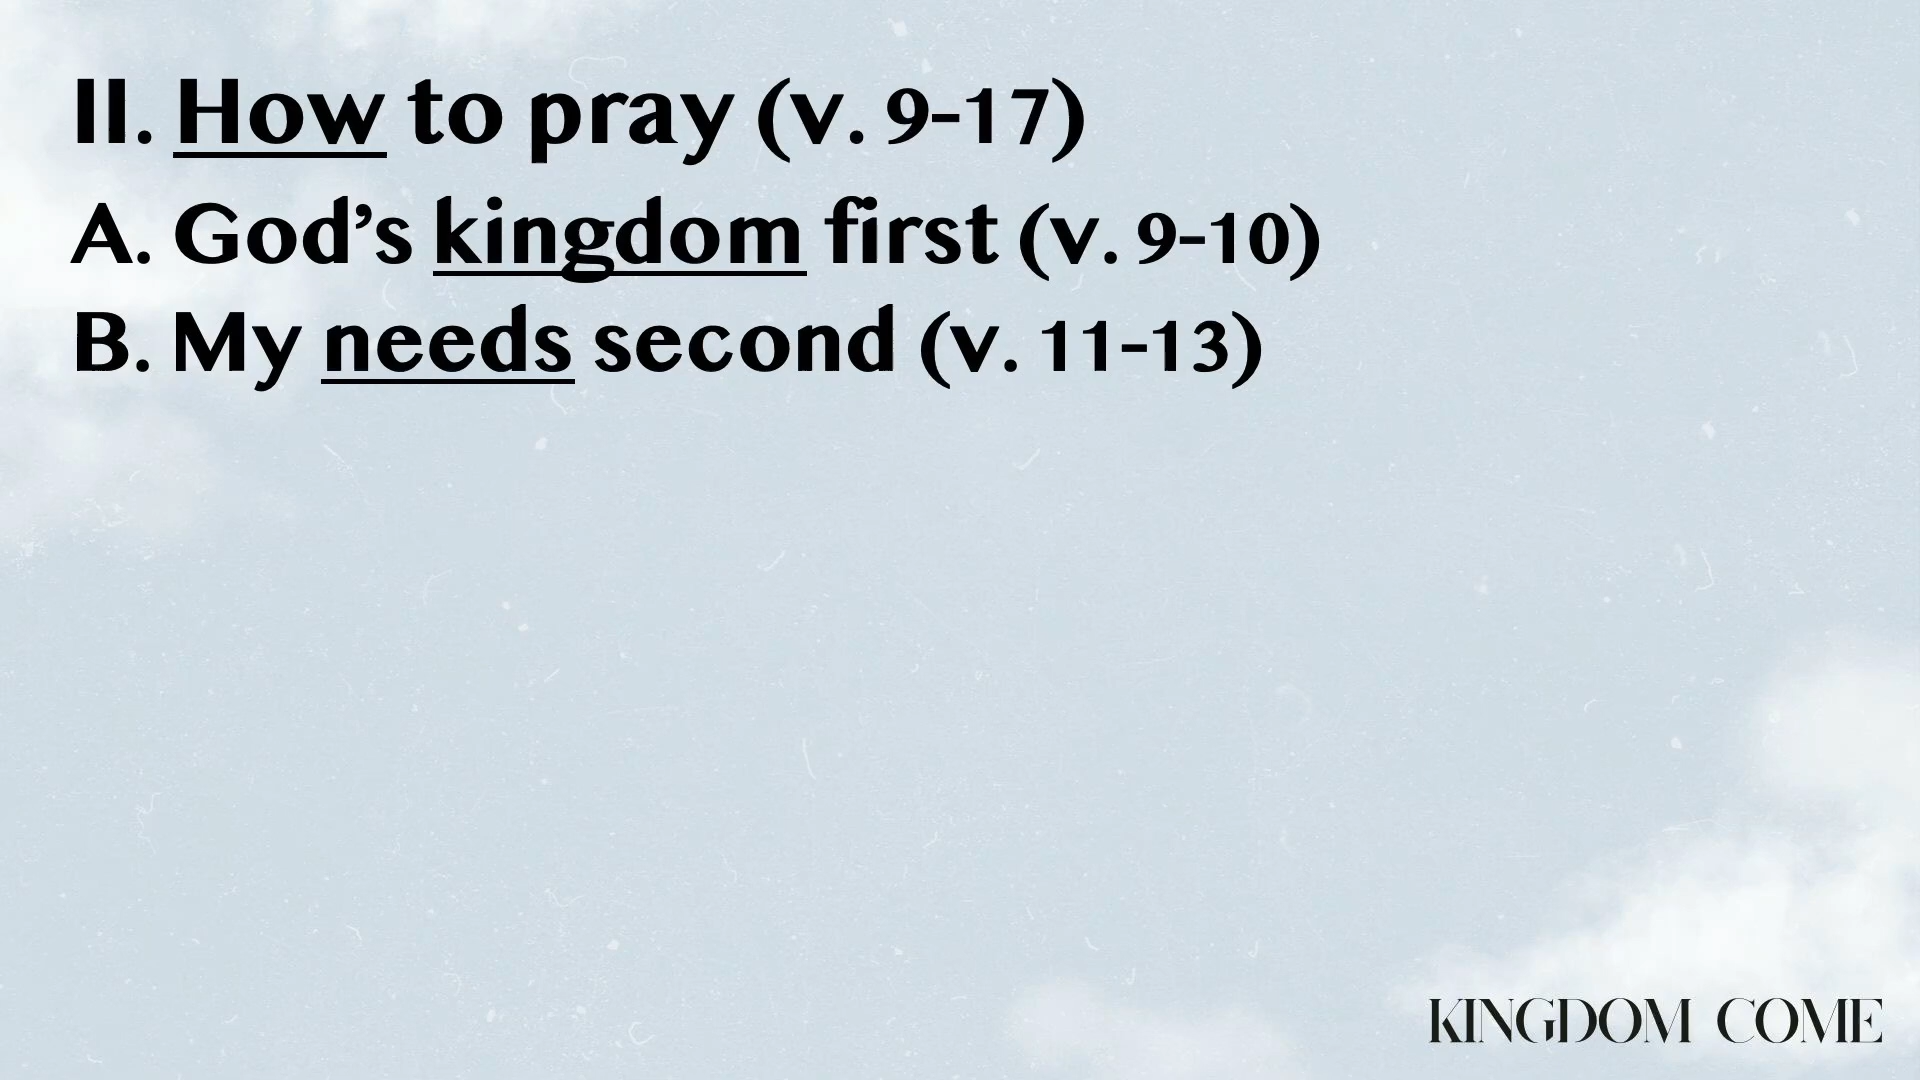 II. How to pray (v. 9-17)
A. God’s kingdom first (v. 9-10)
B. My needs second (v. 11-13)
KINGDOM COME